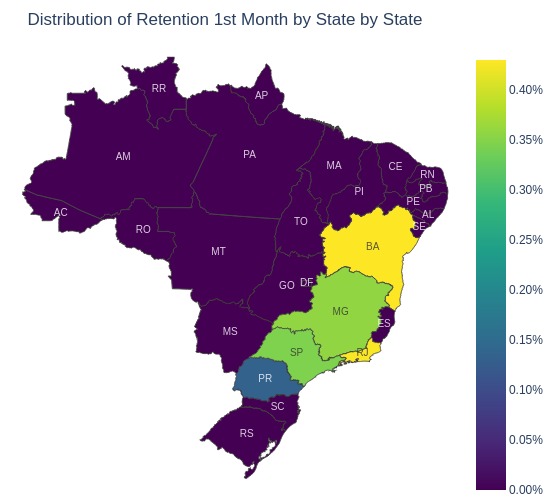 Distribution of Retention 1st Month by State by State
RR
AP
AM
PA
MA
CE
RN
PB
PI
PE
AL
SE
AC
RO
TO
MT
BA
GO
DF
MG
ES
MS
SP
RJ
PR
SC
RS
0.40%
0.35%
0.30%
0.25%
0.20%
0.15%
0.10%
0.05%
0.00%